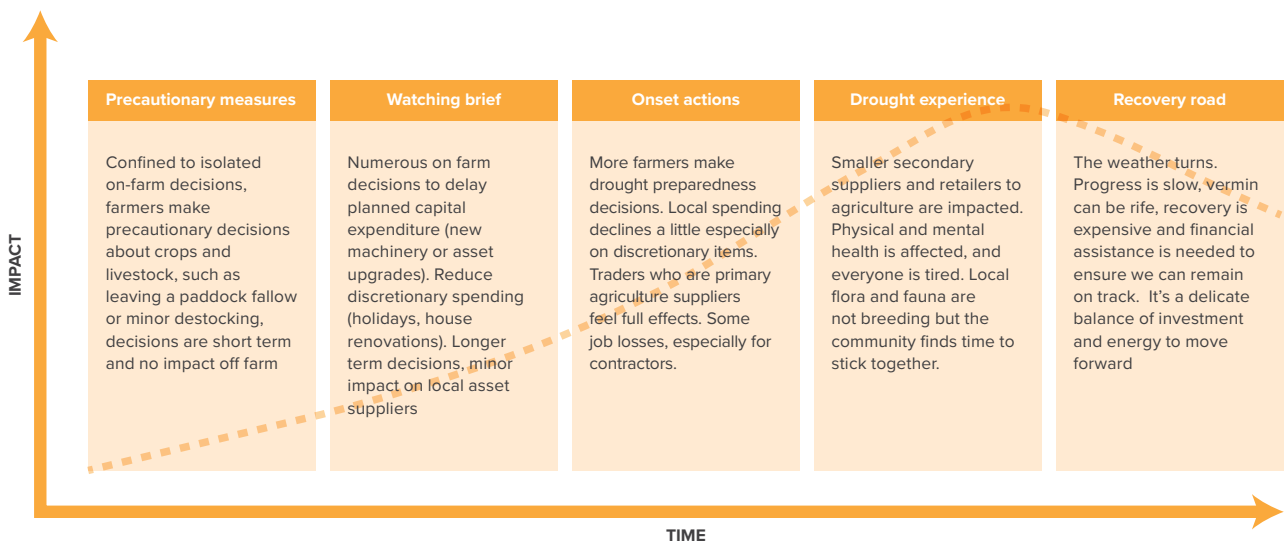 IMPACT
Precautionary measures
Confined to isolated
on-farm decisions,
farmers make
precautionary decisions
about crops and
livestock, such as
leaving a paddock fallow
or minor destocking,
decisions are short term
and no impact off farm
Watching brief
Numerous on farm
decisions to delay
planned capital
expenditure (new
machinery or asset
upgrades). Reduce
discretionary spending
(holidays, house
renovations). Longer
term decisions, minor
impact on local asset
suppliers
Onset actions
More farmers make
drought preparedness
decisions. Local spending
declines a little especially
on discretionary items.
Traders who are primary
agriculture suppliers
feel full effects. Some
job losses, especially for
contractors.
Drought experience
Smaller secondary
suppliers and retailers to
agriculture are impacted.
Physical and mental
health is affected, and
everyone is tired. Local
flora and fauna are
not breeding but the
community finds time to
stick together.
Recovery road
The weather turns.
Progress is slow, vermin
can be rife, recovery is
expensive and financial
assistance is needed to
ensure we can remain
on track.  It’s a delicate
balance of investment
and energy to move
forward
TIME